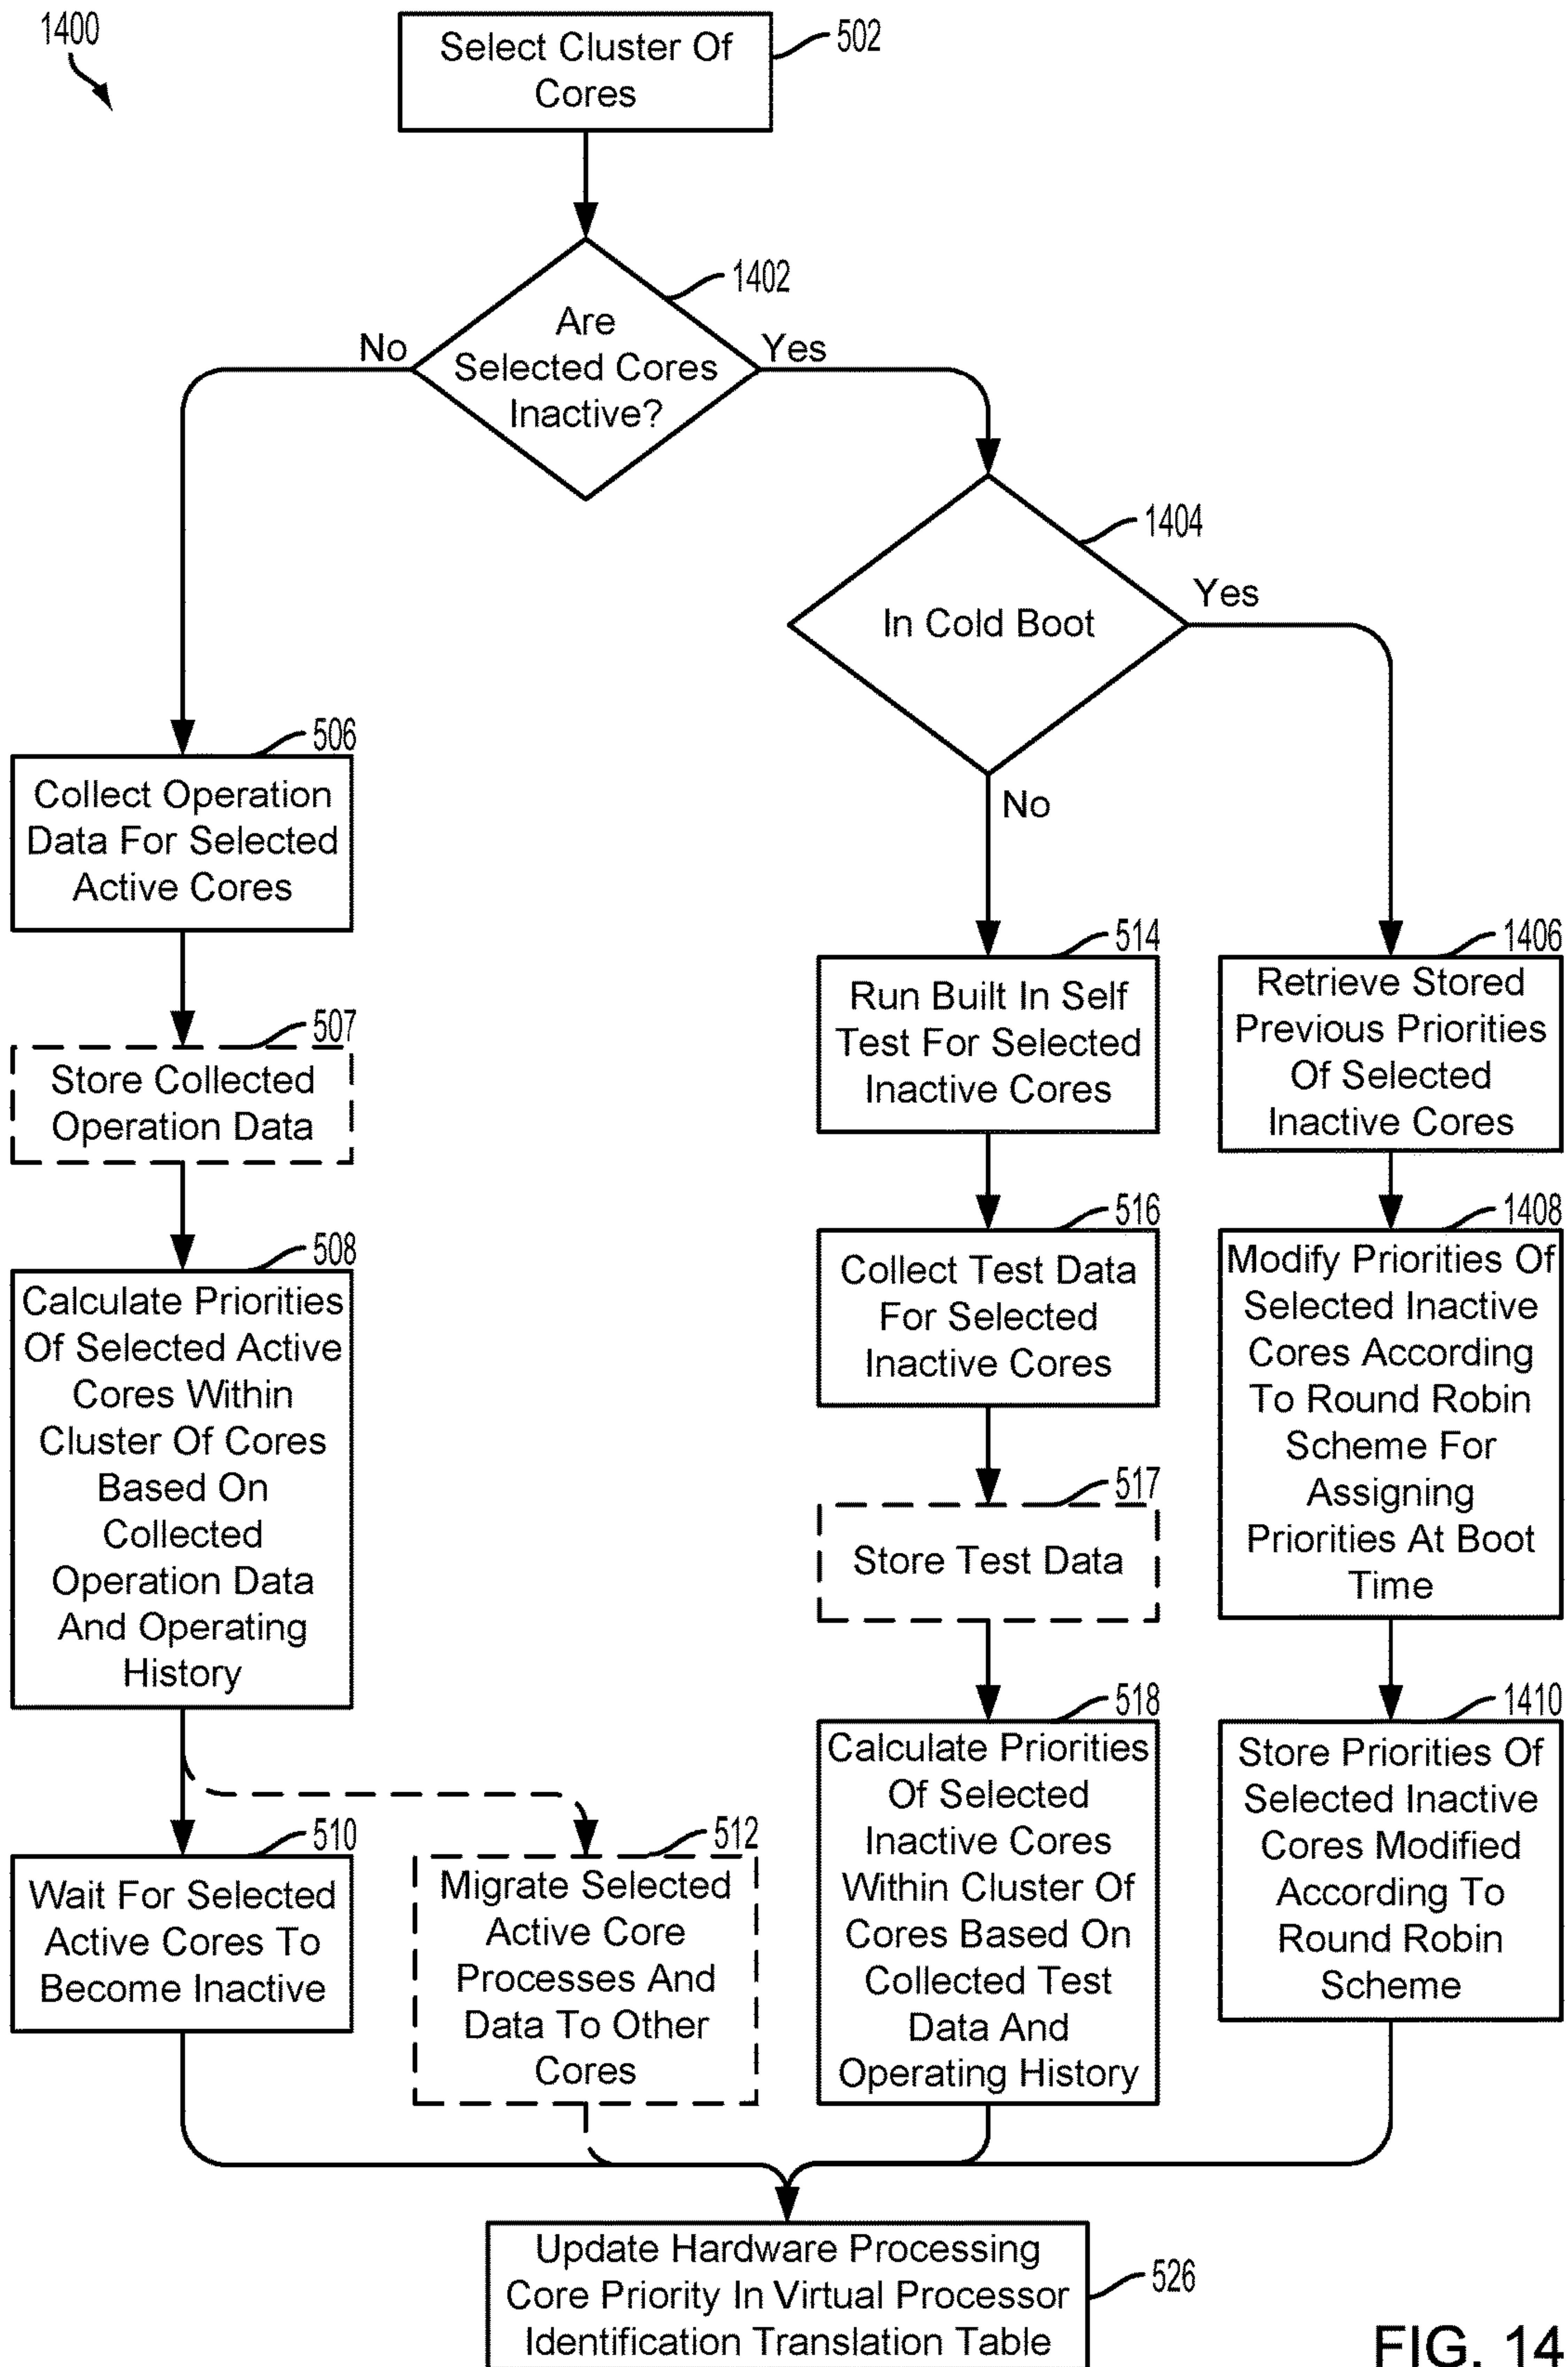 1400
Select Cluster Of
Cores
502
1402
Are
Selected Cores
Inactive?
No
Yes
1404
In Cold Boot
Yes
No
506
Collect Operation
Data For Selected
Active Cores
507
Store Collected
Operation Data
508
Calculate Priorities
Of Selected Active
Cores Within
Cluster Of Cores
Based On
Collected
Operation Data
And Operating
History
510
Wait For Selected
Active Cores To
Become Inactive
512
Migrate Selected
Active Core
Processes And
Data To Other
Cores
514
Run Built In Self
Test For Selected
Inactive Cores
516
Collect Test Data
For Selected
Inactive Cores
517
Store Test Data
518
Calculate Priorities
Of Selected
Inactive Cores
Within Cluster Of
Cores Based On
Collected Test
Data And
Operating History
1406
Retrieve Stored
Previous Priorities
Of Selected
Inactive Cores
1408
Modify Priorities Of
Selected Inactive
Cores According
To Round Robin
Scheme For
Assigning
Priorities At Boot
Time
1410
Store Priorities Of
Selected Inactive
Cores Modified
According To
Round Robin
Scheme
Update Hardware Processing
Core Priority In Virtual Processor
Identification Translation Table
526
FIG. 14